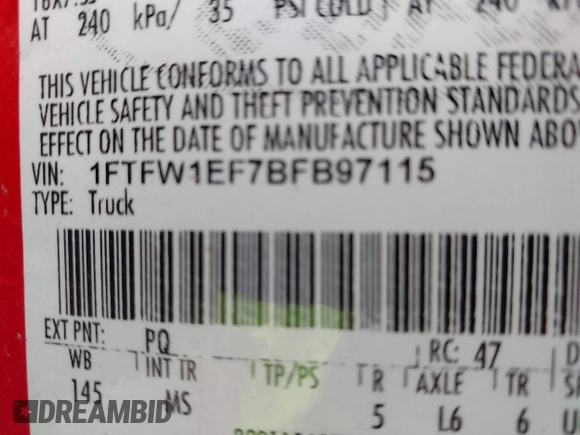 AT 240 kPa/ 35 PSI COLD AT 240
THIS VEHICLE CONFORMS TO ALL APPLICABLE FEDERA
VEHICLE SAFETY AND THEFT PREVENTION STANDARDS
EFFECT ON THE DATE OF MANUFACTURE SHOWN ABO
VIN: 1FTFW1EF7BFB97115
TYPE: Truck
EXT PNT: PQ RC: 47
WB INT TR TP/PS R AXLE TR
145 MS 5 L6 6 U
DREAMBID